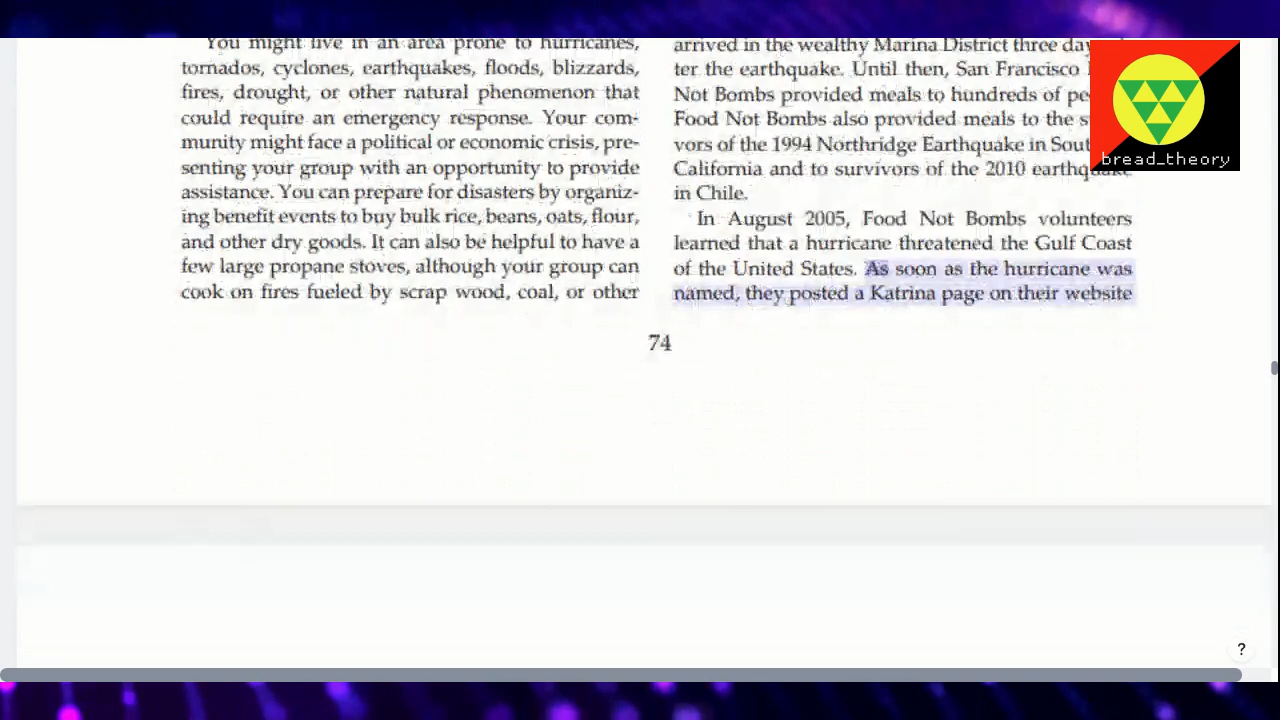 You might live in an area prone to hurricanes,
tornados, cyclones, earthquakes, floods, blizzards,
fires, drought, or other natural phenomenon that
could require an emergency response. Your com-
munity might face a political or economic crisis, pre-
senting your group with an opportunity to provide
assistance. You can prepare for disasters by organiz-
ing benefit events to buy bulk rice, beans, oats, flour,
and other dry goods. It can also be helpful to have a
few large propane stoves, although your group can
cook on fires fueled by scrap wood, coal, or other
arrived in the wealthy Marina District three
ter the earthquake. Until then, San Francisco
Not Bombs provided meals to hundreds of
Food Not Bombs also provided meals to the
vors of the 1994 Northridge Earthquake in
California and to survivors of the 2010 earthquake
in Chile.
In August 2005, Food Not Bombs volunteers
learned that a hurricane threatened the Gulf Coast
of the United States. As soon as the hurricane was
named, they posted a Katrina page on their website
74
bread_theory
?